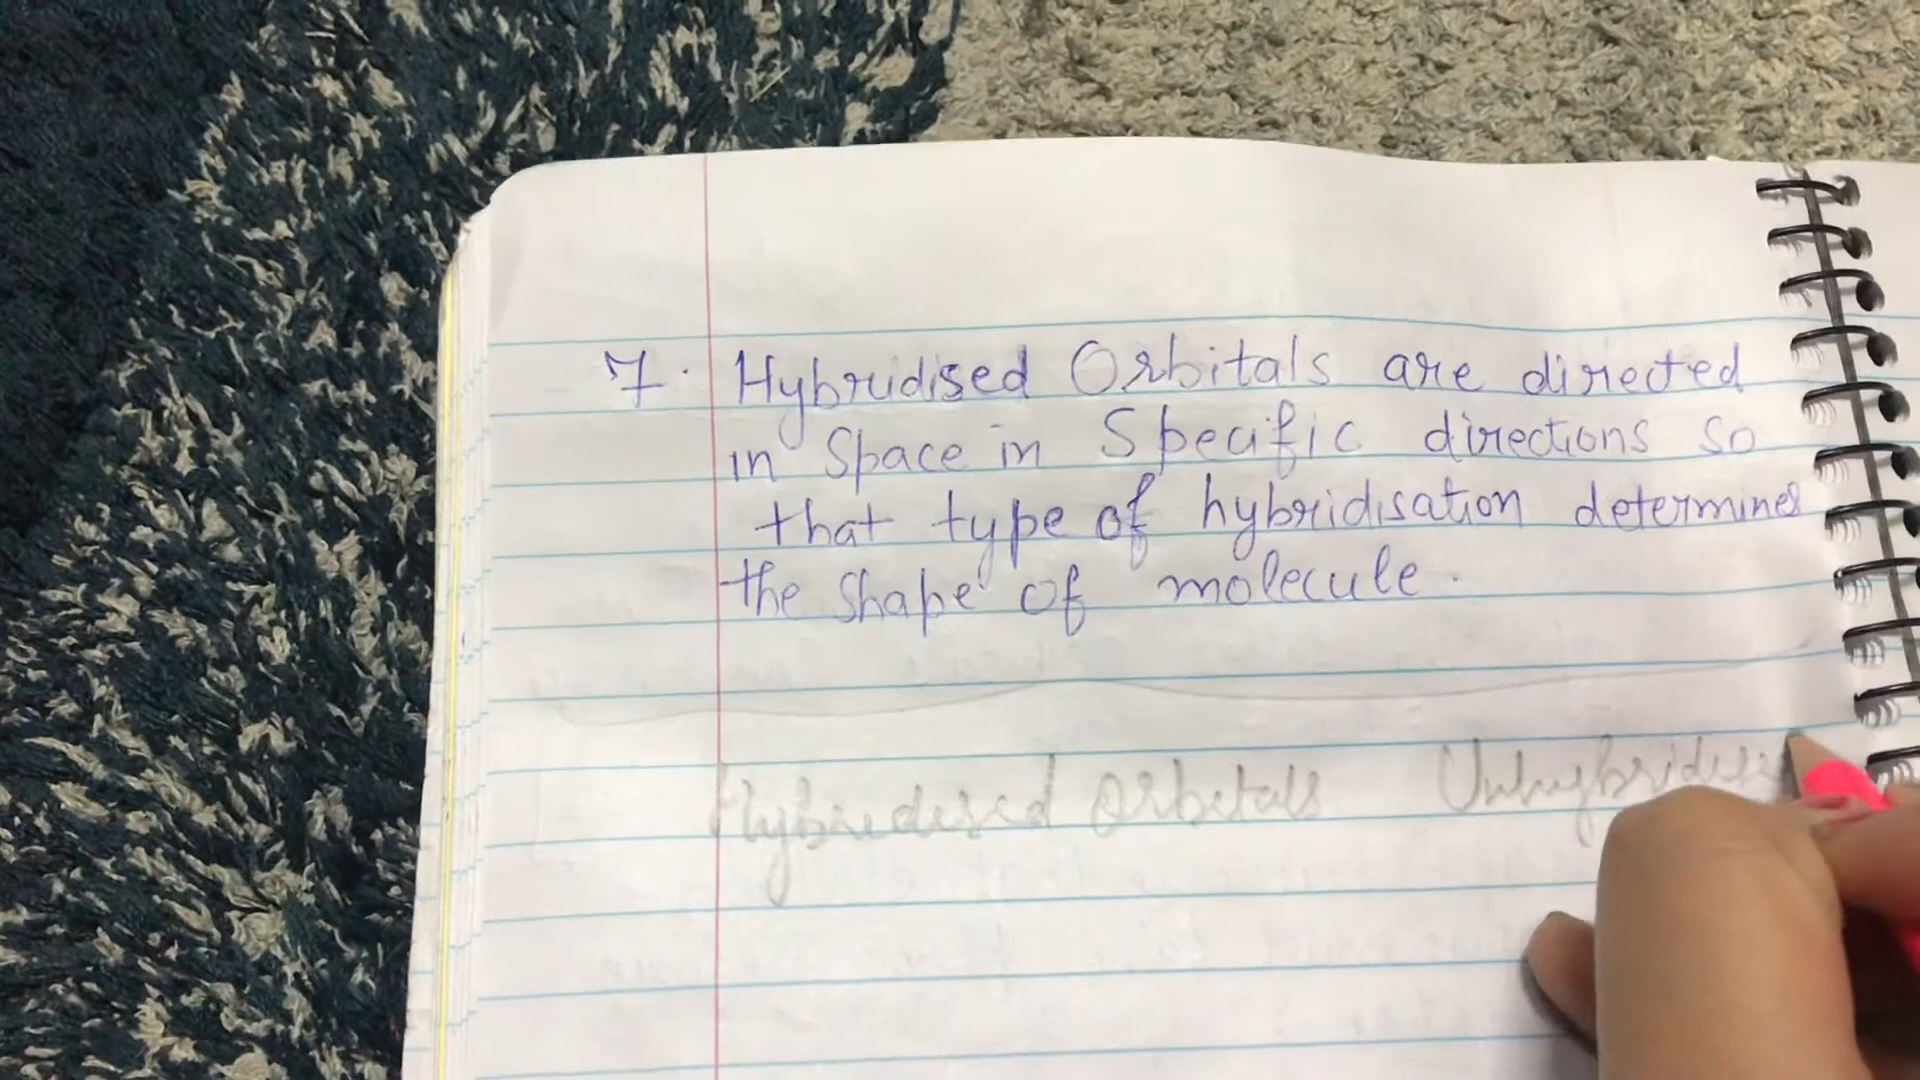 7. Hybridised Orbitals are directed
in Space in Specific directions so
that type of hybridisation determines
the shape of molecule.
Hybridised Orbitals Unhybridise